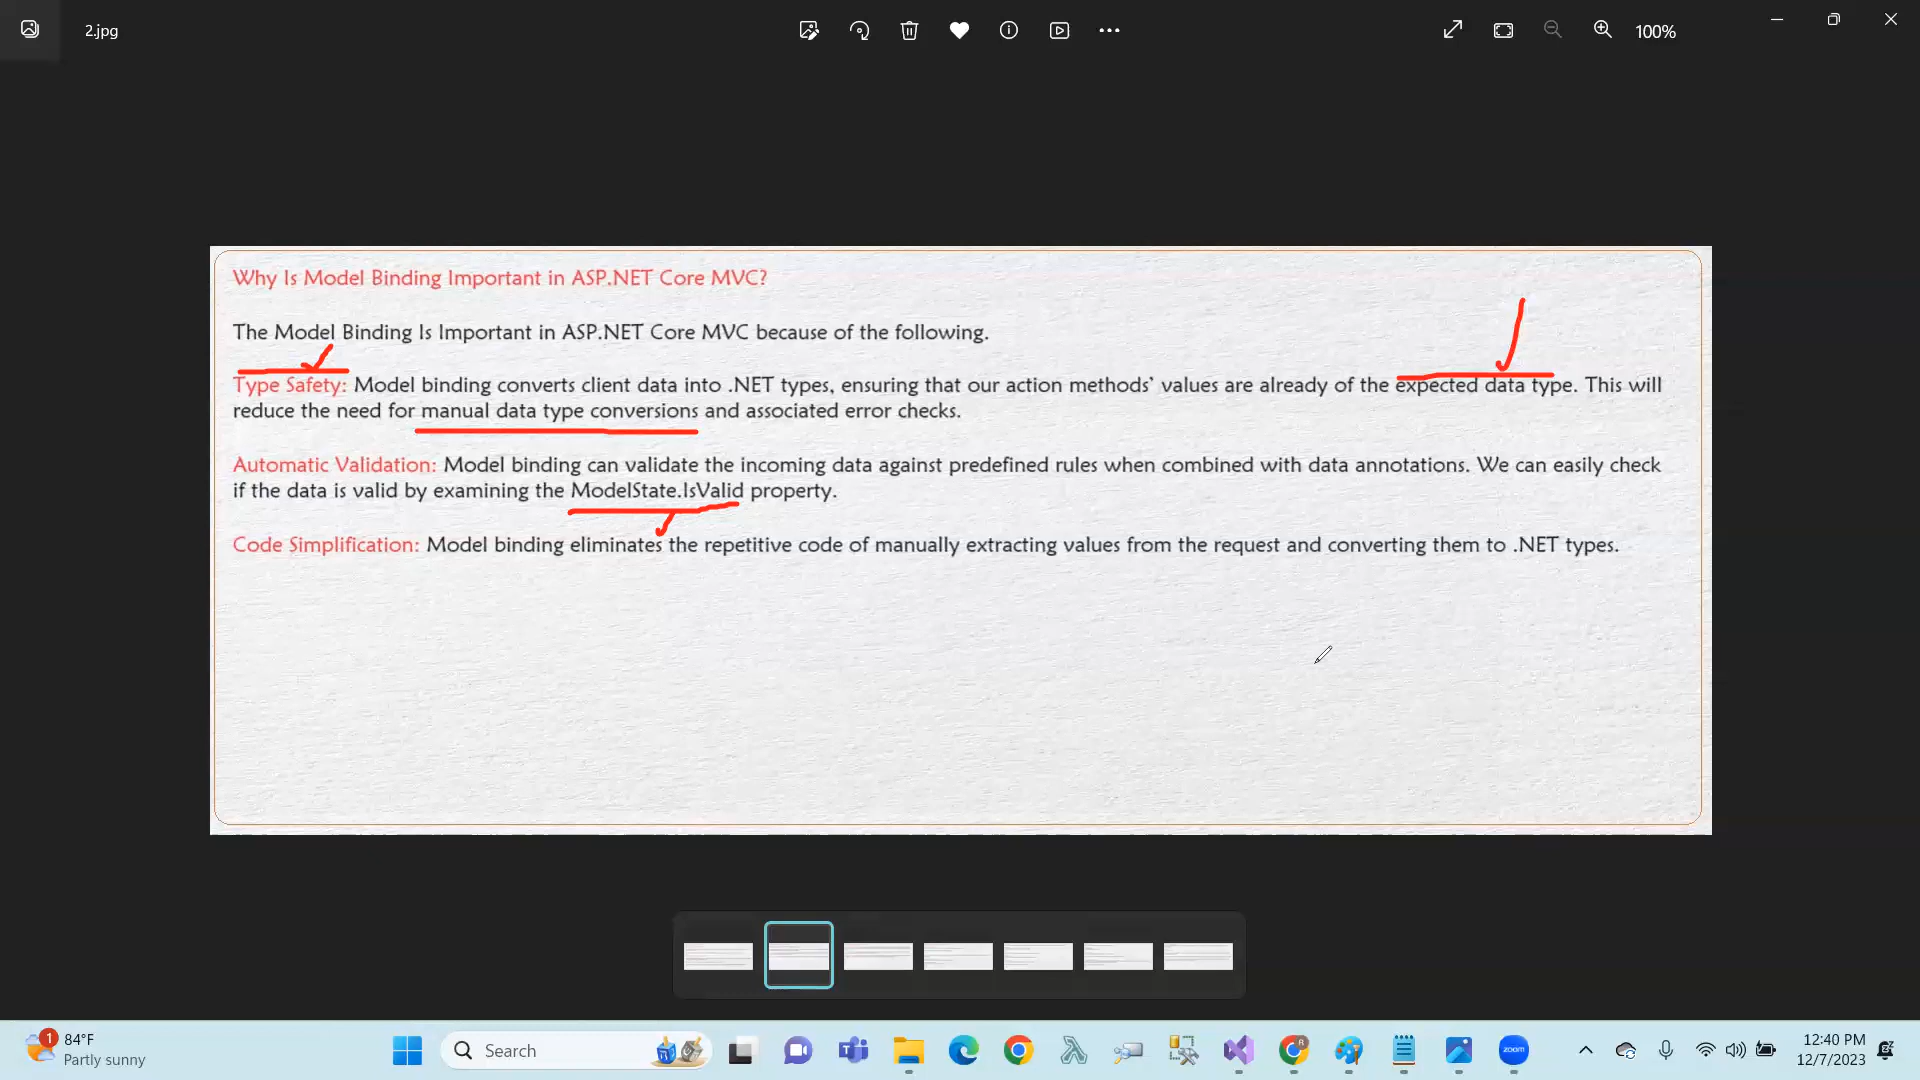 2.jpg
100%
Why Is Model Binding Important in ASP.NET Core MVC?
The Model Binding Is Important in ASP.NET Core MVC because of the following.
Type Safety: Model binding converts client data into .NET types, ensuring that our action methods' values are already of the expected data type. This will
reduce the need for manual data type conversions and associated error checks.
Automatic Validation: Model binding can validate the incoming data against predefined rules when combined with data annotations. We can easily check
if the data is valid by examining the ModelState.IsValid property.
Code Simplification: Model binding eliminates the repetitive code of manually extracting values from the request and converting them to .NET types.
1
84°F
Partly sunny
Search
zoom
12:40 PM
12/7/2023